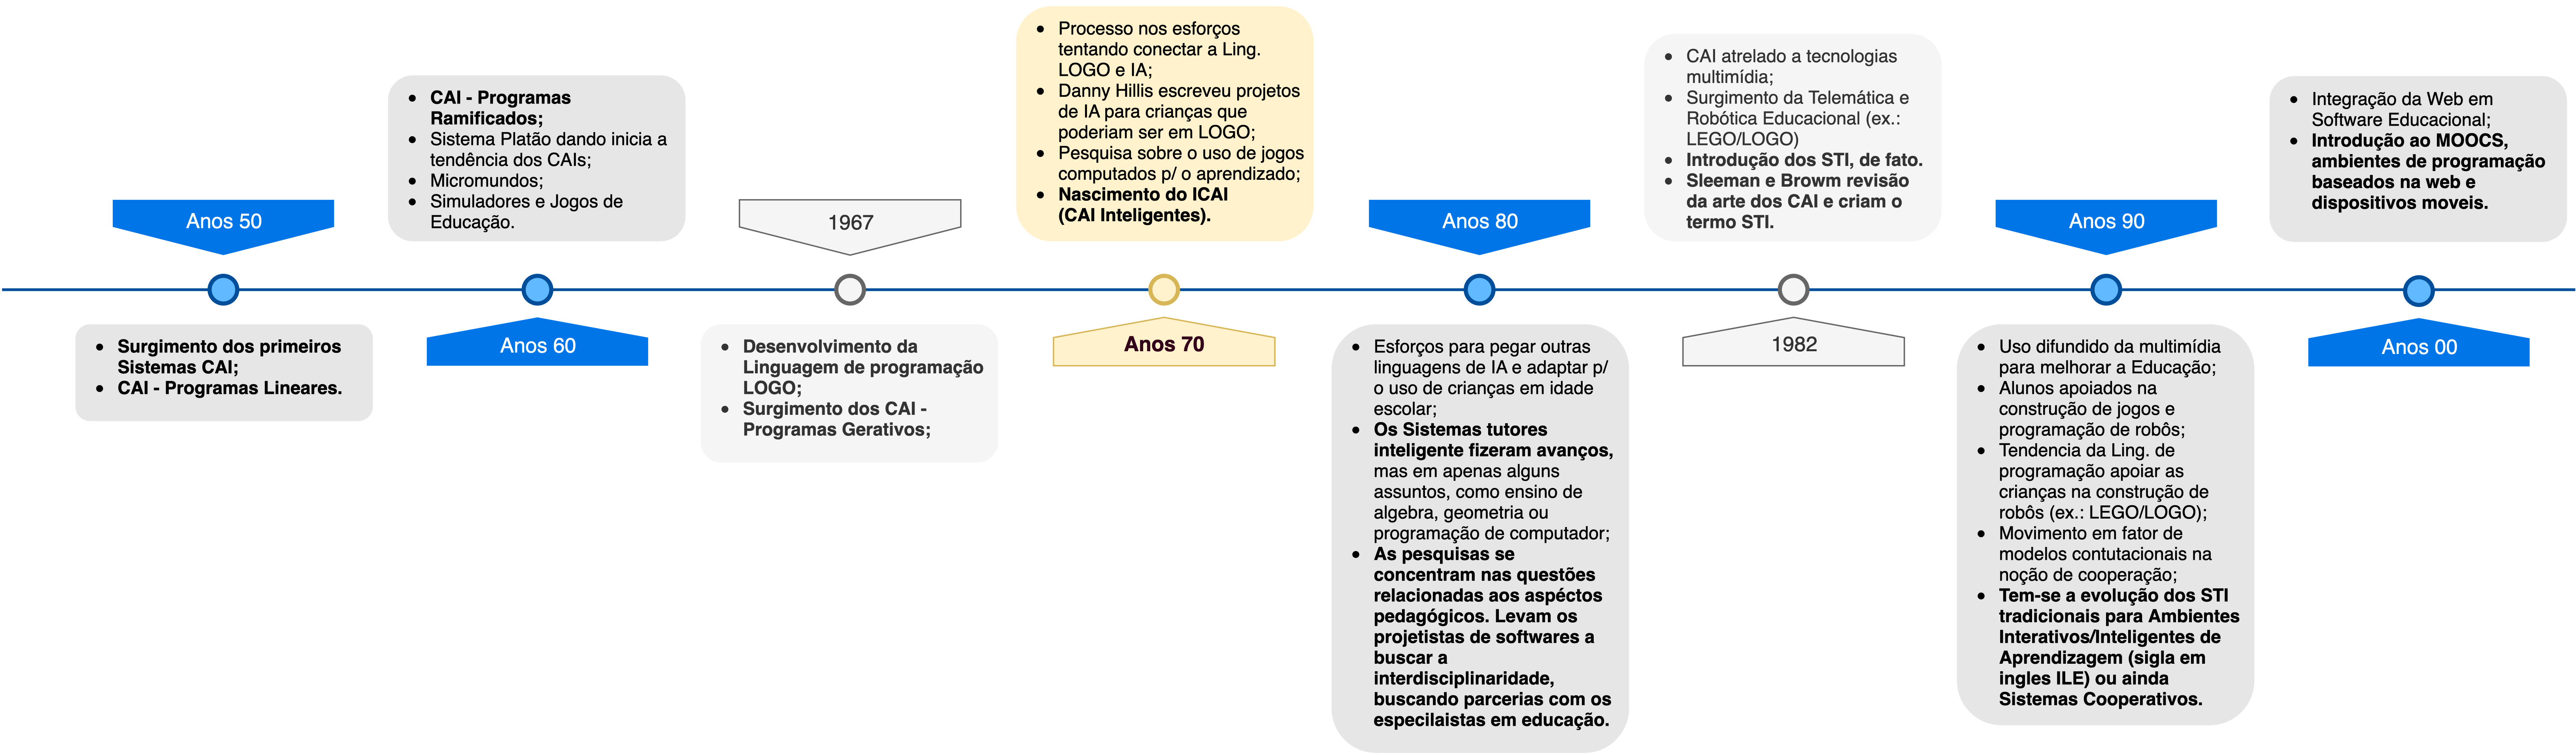 Anos 50
• Surgimento dos primeiros
Sistemas CAI;
• CAI - Programas Lineares.
• CAI - Programas
Ramificados;
• Sistema Platão dando inicia a
tendência dos CAIs;
• Micromundos;
• Simuladores e Jogos de
Educação.
Anos 60
1967
• Desenvolvimento da
Linguagem de programação
LOGO;
• Surgimento dos CAI -
Programas Gerativos;
• Processo nos esforços
tentando conectar a Ling.
LOGO e IA;
• Danny Hillis escreveu projetos
de IA para crianças que
poderiam ser em LOGO;
• Pesquisa sobre o uso de jogos
computados p/ o aprendizado;
• Nascimento do ICAI
(CAI Inteligentes).
Anos 70
Anos 80
• Esforços para pegar outras
linguagens de IA e adaptar p/
o uso de crianças em idade
escolar;
• Os Sistemas tutores
inteligente fizeram avanços,
mas em apenas alguns
assuntos, como ensino de
algebra, geometria ou
programação de computador;
• As pesquisas se
concentram nas questões
relacionadas aos aspéctos
pedagógicos. Levam os
projetistas de softwares a
buscar a
interdisciplinaridade,
buscando parcerias com os
especilaistas em educação.
• CAI atrelado a tecnologias
multimídia;
• Surgimento da Telemática e
Robótica Educacional (ex.:
LEGO/LOGO)
• Introdução dos STI, de fato.
• Sleeman e Browm revisão
da arte dos CAI e criam o
termo STI.
1982
Anos 90
• Uso difundido da multimídia
para melhorar a Educação;
• Alunos apoiados na
construção de jogos e
programação de robôs;
• Tendencia da Ling. de
programação apoiar as
crianças na construção de
robôs (ex.: LEGO/LOGO);
• Movimento em fator de
modelos contutacionais na
noção de cooperação;
• Tem-se a evolução dos STI
tradicionais para Ambientes
Interativos/Inteligentes de
Aprendizagem (sigla em
ingles ILE) ou ainda
Sistemas Cooperativos.
• Integração da Web em
Software Educacional;
• Introdução ao MOOCS,
ambientes de programação
baseados na web e
dispositivos moveis.
Anos 00